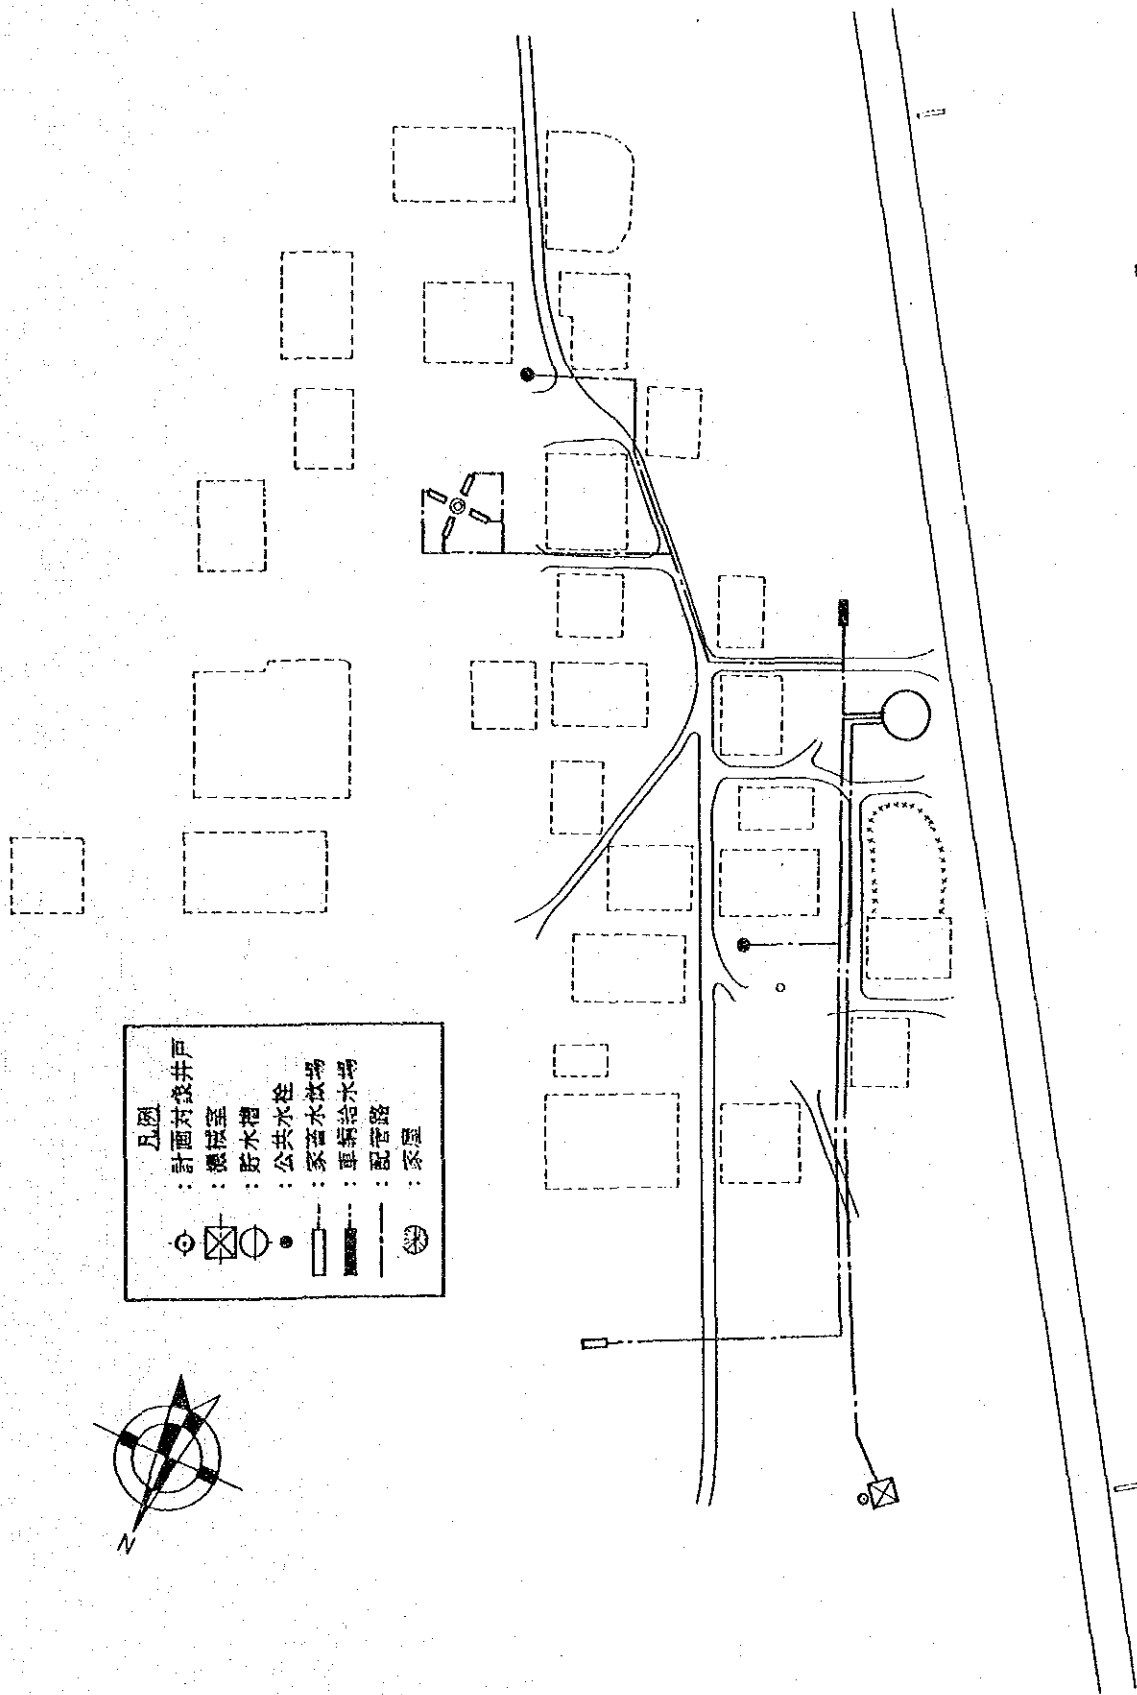 凡例
：計画対象井戸
：機械室
：貯水槽
：公共水栓
：家畜水飲場
：車輌給水場
：配管路
：家屋
N